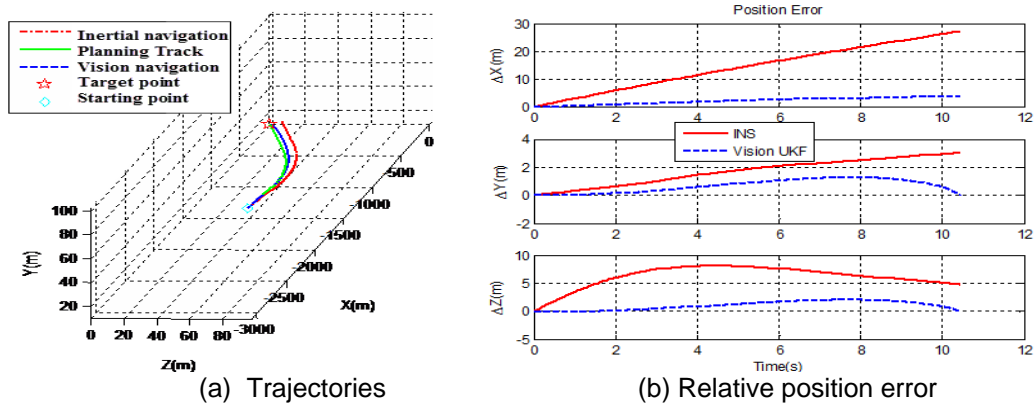 Inertial navigation
Planning Track
Vision navigation
Target point
Starting point
100
80
60
40
20
Y(m)
0 20 40 60 80
Z(m)
0
-500
-1000
-1500
-2000
-2500
-3000
X(m)
(a) Trajectories
Position Error
30
20
10
0
ΔX(m)
0 2 4 6 8 10 12
INS
Vision UKF
4
2
0
-2
ΔY(m)
0 2 4 6 8 10 12
10
5
0
-5
ΔZ(m)
0 2 4 6 8 10 12
Time(s)
(b) Relative position error